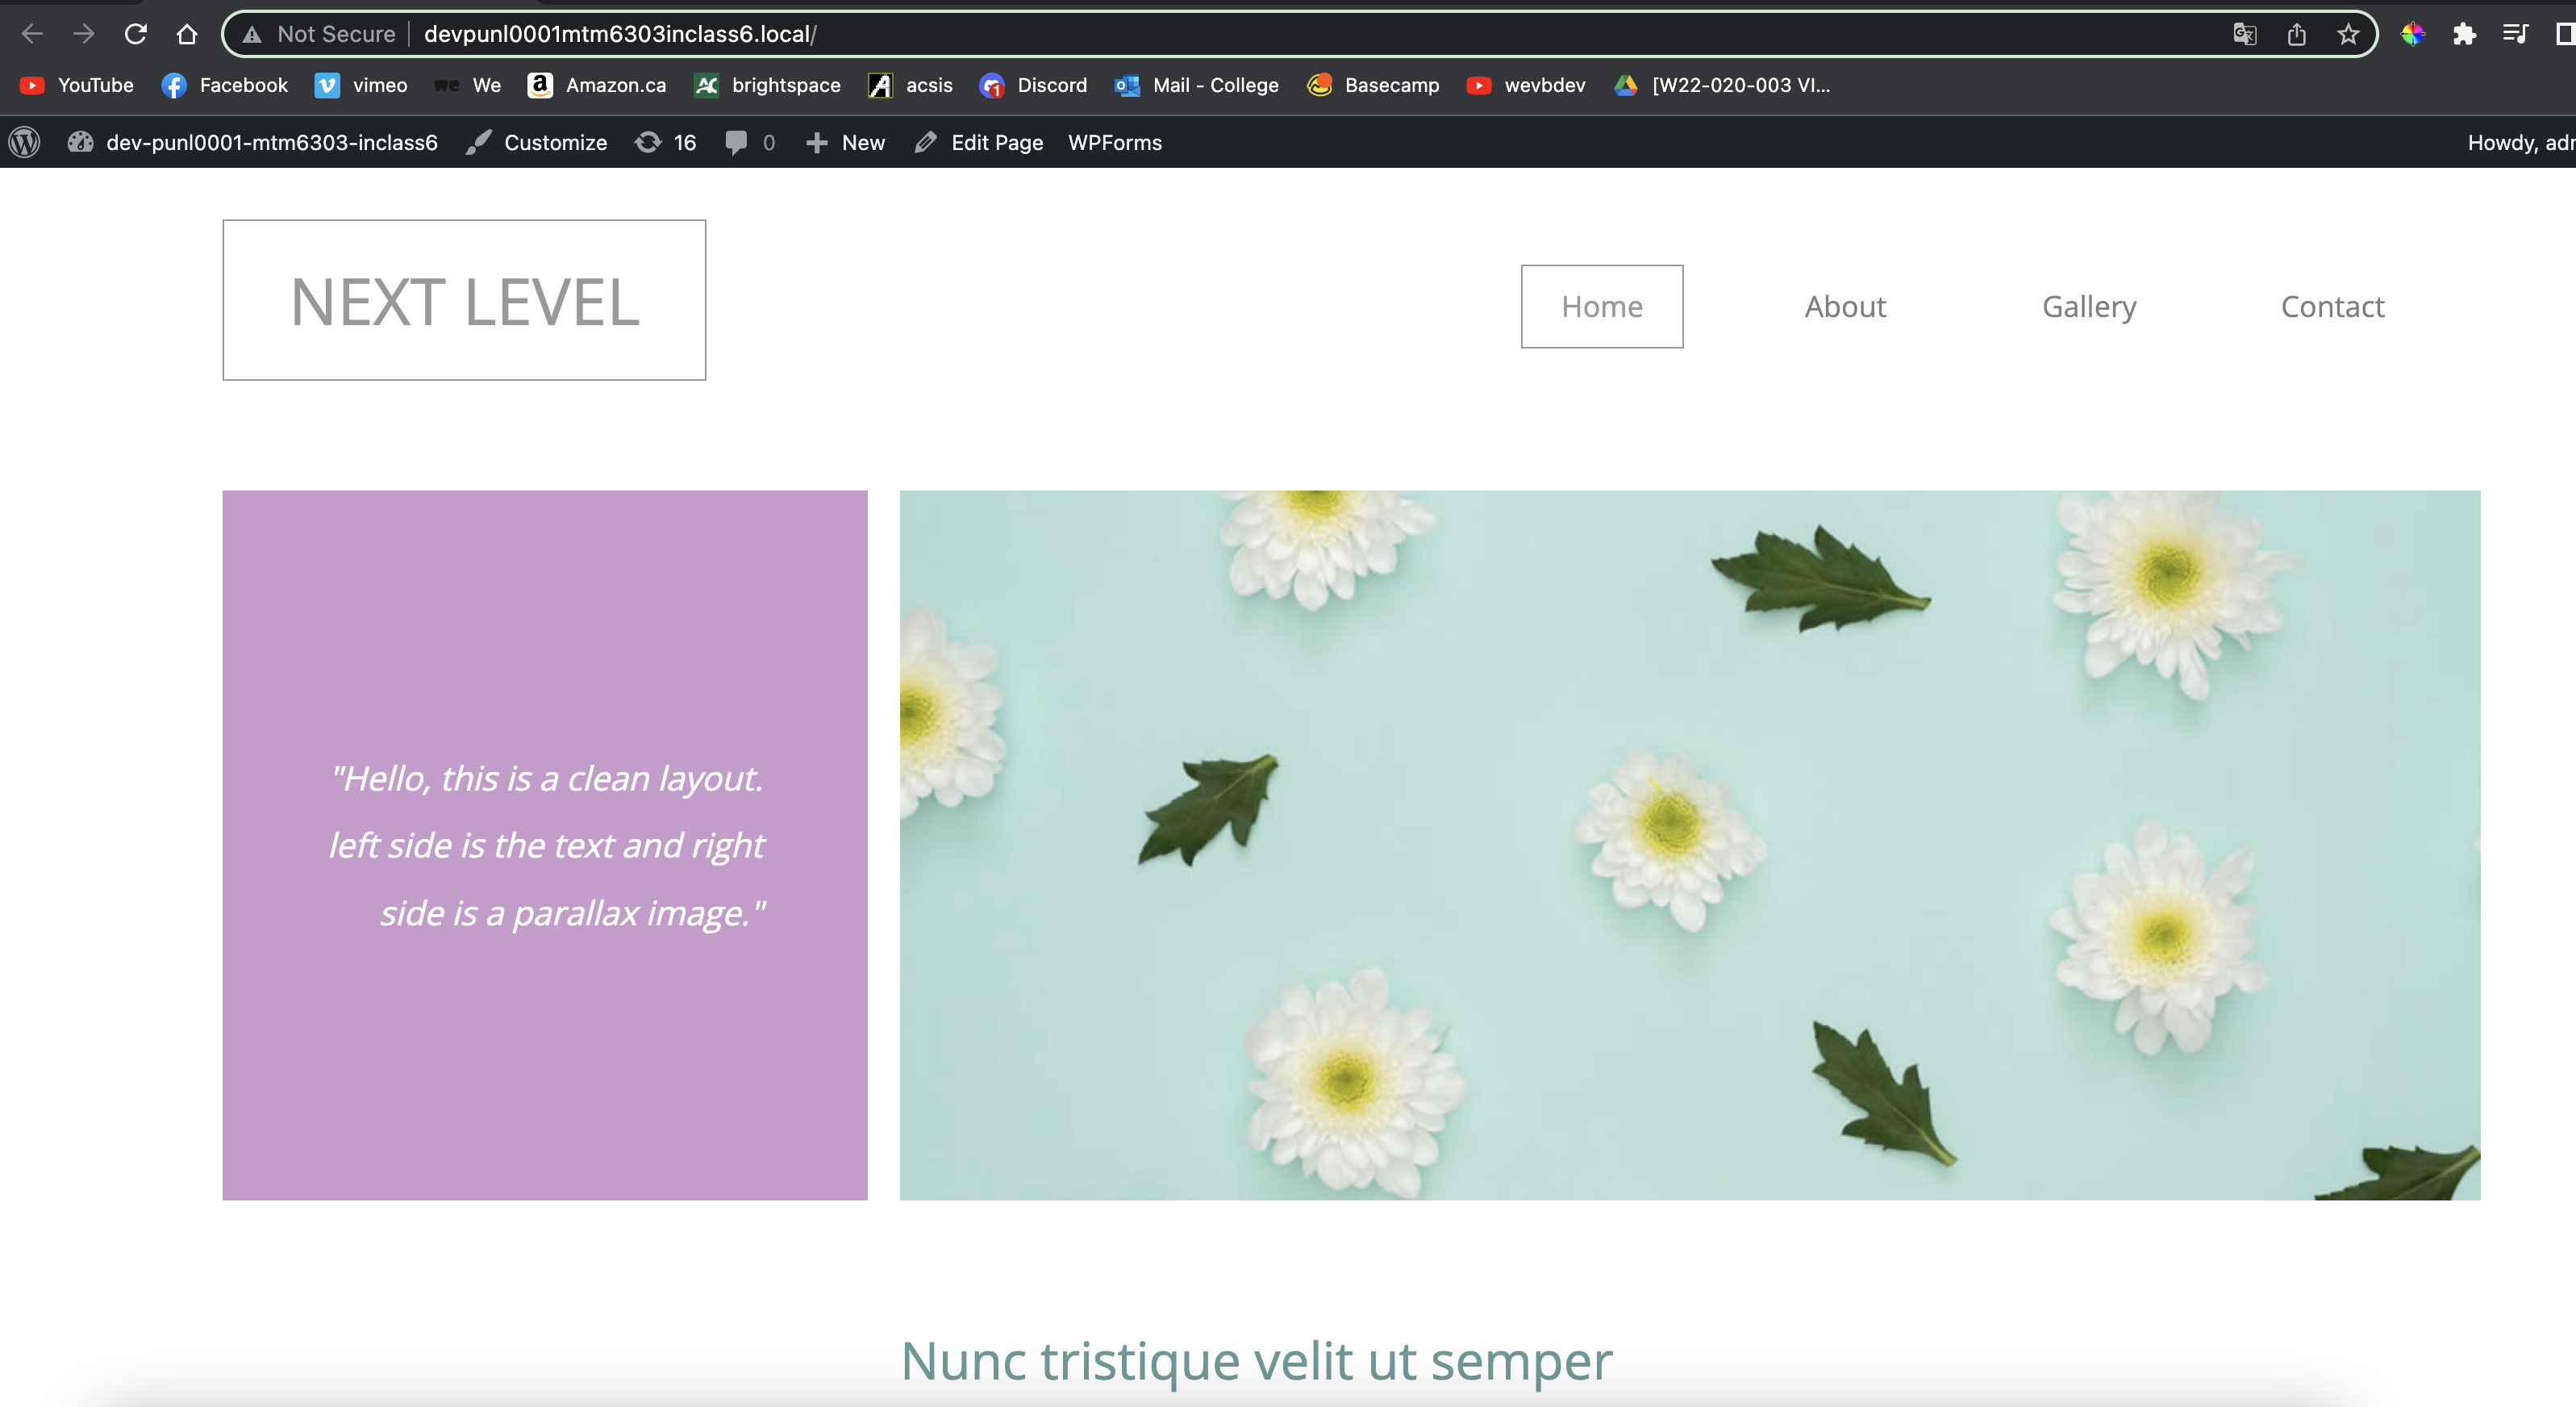 Not Secure devpunl0001mtm6303inclass6.local/
YouTube Facebook vimeo we We Amazon.ca brightspace acsis Discord Mail - College Basecamp wevbdev [W22-020-003 VI...
dev-punl0001-mtm6303-inclass6 Customize 16 0 New Edit Page WPForms Howdy,
NEXT LEVEL
Home About Gallery Contact
"Hello, this is a clean layout.
left side is the text and right
side is a parallax image."
Nunc tristique velit ut semper